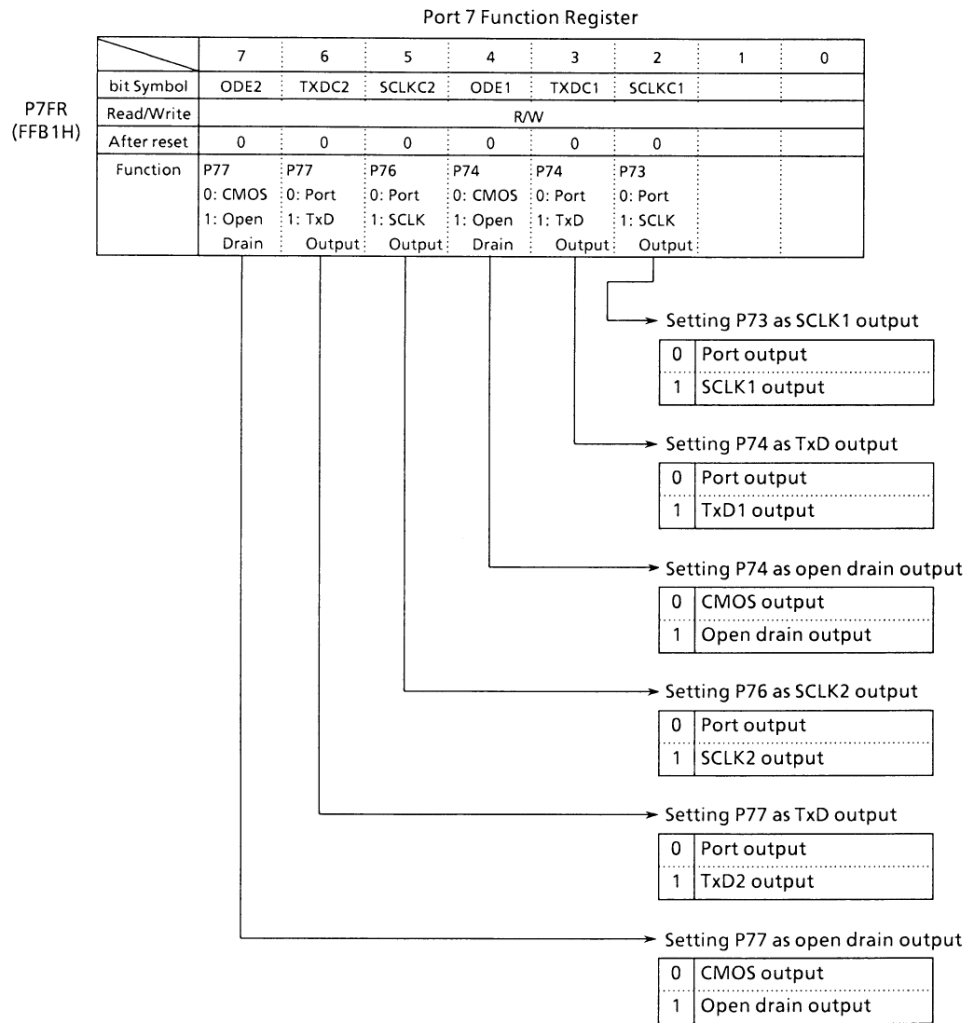 Port 7 Function Register
7 6 5 4 3 2 1 0
bit Symbol ODE2 TXDC2 SCLKC2 ODE1 TXDC1 SCLKC1
P7FR
(FFB1H)
Read/Write R/W
After reset 0 0 0 0 0 0
Function P77 P77 P76 P74 P74 P73
0: CMOS 0: Port 0: Port 0: CMOS 0: Port 0: Port
1: Open 1: TxD 1: SCLK 1: Open 1: TxD 1: SCLK
Drain Output Output Drain Output Output
Setting P73 as SCLK1 output
0 Port output
1 SCLK1 output
Setting P74 as TxD output
0 Port output
1 TxD1 output
Setting P74 as open drain output
0 CMOS output
1 Open drain output
Setting P76 as SCLK2 output
0 Port output
1 SCLK2 output
Setting P77 as TxD output
0 Port output
1 TxD2 output
Setting P77 as open drain output
0 CMOS output
1 Open drain output